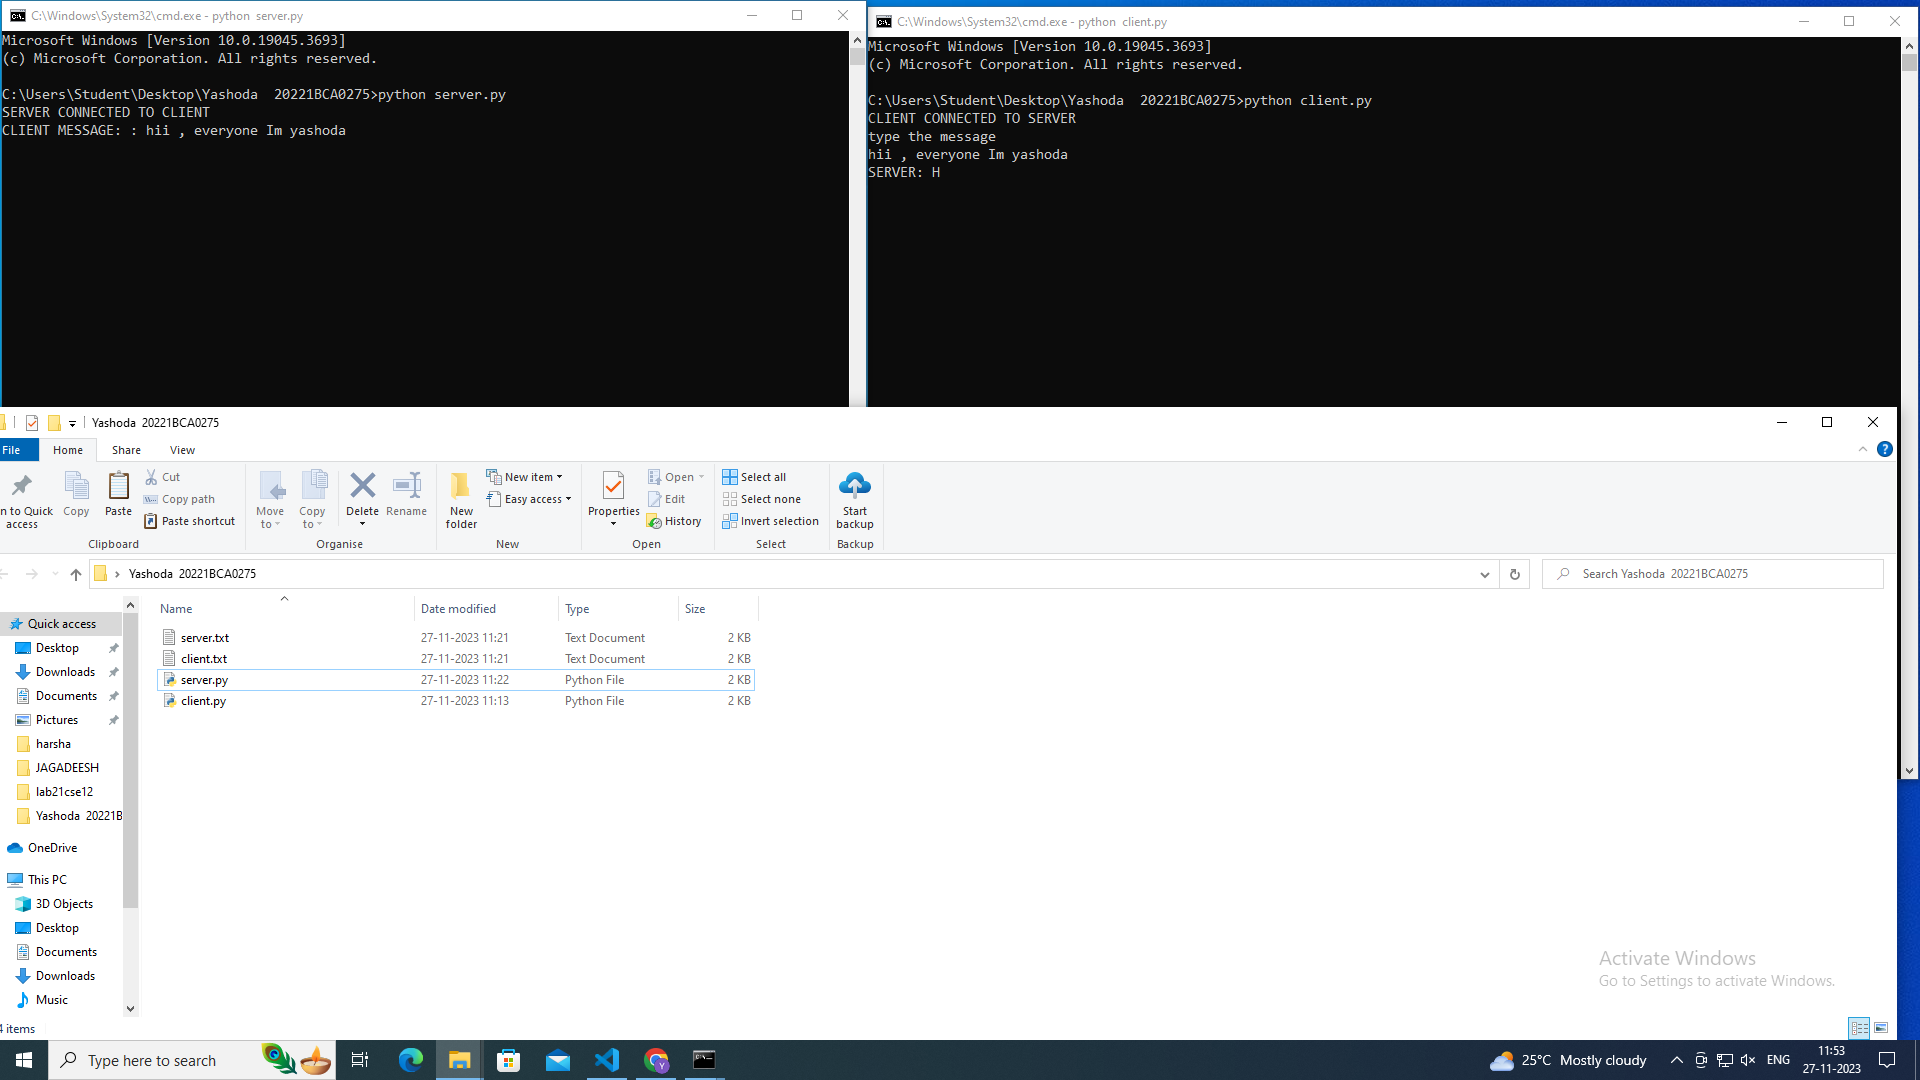 C:\Windows\System32\cmd.exe - python  server.py
Microsoft Windows [Version 10.0.19045.3693]
(c) Microsoft Corporation. All rights reserved.
C:\Users\Student\Desktop\Yashoda  20221BCA0275>python server.py
SERVER CONNECTED TO CLIENT
CLIENT MESSAGE: : hii , everyone Im yashoda
C:\Windows\System32\cmd.exe - python  client.py
Microsoft Windows [Version 10.0.19045.3693]
(c) Microsoft Corporation. All rights reserved.
C:\Users\Student\Desktop\Yashoda  20221BCA0275>python client.py
CLIENT CONNECTED TO SERVER
type the message
hii , everyone Im yashoda
SERVER: H
Yashoda  20221BCA0275
File Home Share View
n to Quick access
Copy
Paste
Cut
Copy path
Paste shortcut
Clipboard
Move to
Copy to
Delete
Rename
Organise
New folder
New item
Easy access
New
Properties
Open
Edit
History
Open
Select all
Select none
Invert selection
Select
Start backup
Backup
Yashoda  20221BCA0275
Search Yashoda  20221BCA0275
Quick access
Desktop
Downloads
Documents
Pictures
harsha
JAGADEESH
lab21cse12
Yashoda  20221B
OneDrive
This PC
3D Objects
Desktop
Documents
Downloads
Music
Name Date modified Type Size
server.txt 27-11-2023 11:21 Text Document 2 KB
client.txt 27-11-2023 11:21 Text Document 2 KB
server.py 27-11-2023 11:22 Python File 2 KB
client.py 27-11-2023 11:13 Python File 2 KB
Activate Windows
Go to Settings to activate Windows.
4 items
Type here to search
25°C Mostly cloudy
ENG
11:53
27-11-2023